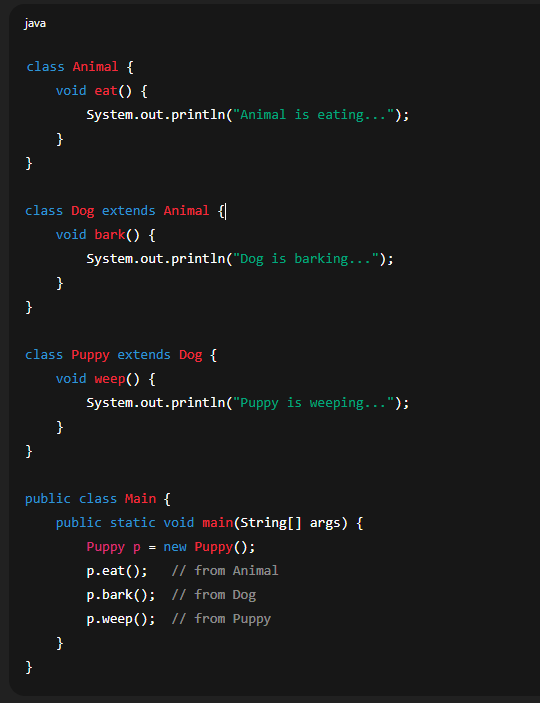 java
class Animal {
    void eat() {
        System.out.println("Animal is eating...");
    }
}
class Dog extends Animal {
    void bark() {
        System.out.println("Dog is barking...");
    }
}
class Puppy extends Dog {
    void weep() {
        System.out.println("Puppy is weeping...");
    }
}
public class Main {
    public static void main(String[] args) {
        Puppy p = new Puppy();
        p.eat();   // from Animal
        p.bark();  // from Dog
        p.weep();  // from Puppy
    }
}